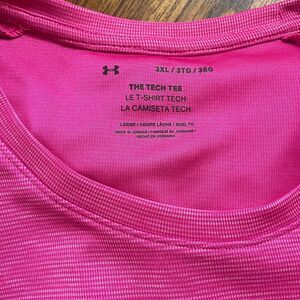 3XL / 3TG / 3EG
THE TECH TEE
LE T-SHIRT TECH
LA CAMISETA TECH
LOOSE / COUPE LÂCHE / SUELTO
MADE IN JORDAN / FABRIQUÉ EN JORDANIE /
HECHO EN JORDANIA